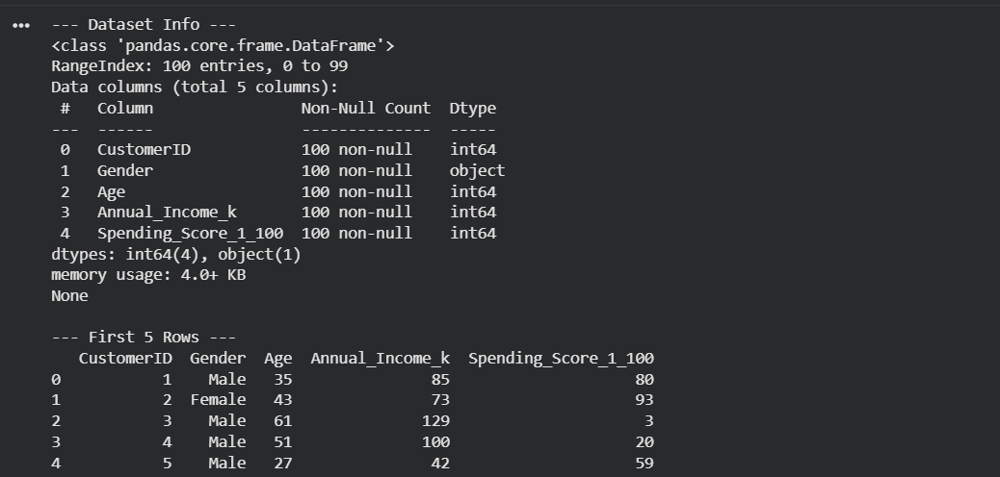 --- Dataset Info ---
<class 'pandas.core.frame.DataFrame'>
RangeIndex: 100 entries, 0 to 99
Data columns (total 5 columns):
 #   Column                Non-Null Count  Dtype
---  ------                --------------  -----
 0   CustomerID            100 non-null    int64
 1   Gender                100 non-null    object
 2   Age                   100 non-null    int64
 3   Annual_Income_k       100 non-null    int64
 4   Spending_Score_1_100  100 non-null    int64
dtypes: int64(4), object(1)
memory usage: 4.0+ KB
None

--- First 5 Rows ---
   CustomerID  Gender  Age  Annual_Income_k  Spending_Score_1_100
0           1    Male   35               85                    80
1           2  Female   43               73                    93
2           3    Male   61              129                     3
3           4    Male   51              100                    20
4           5    Male   27               42                    59